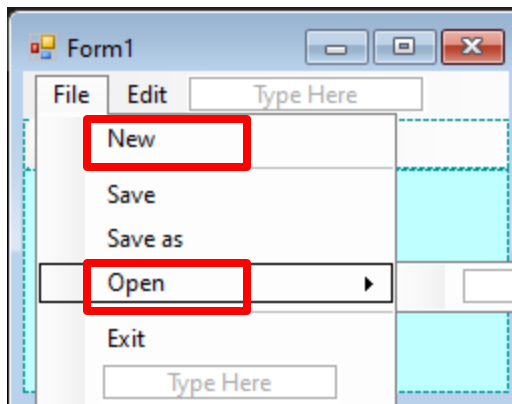 Form1
File Edit Type Here
New
Save
Save as
Open
Exit
Type Here